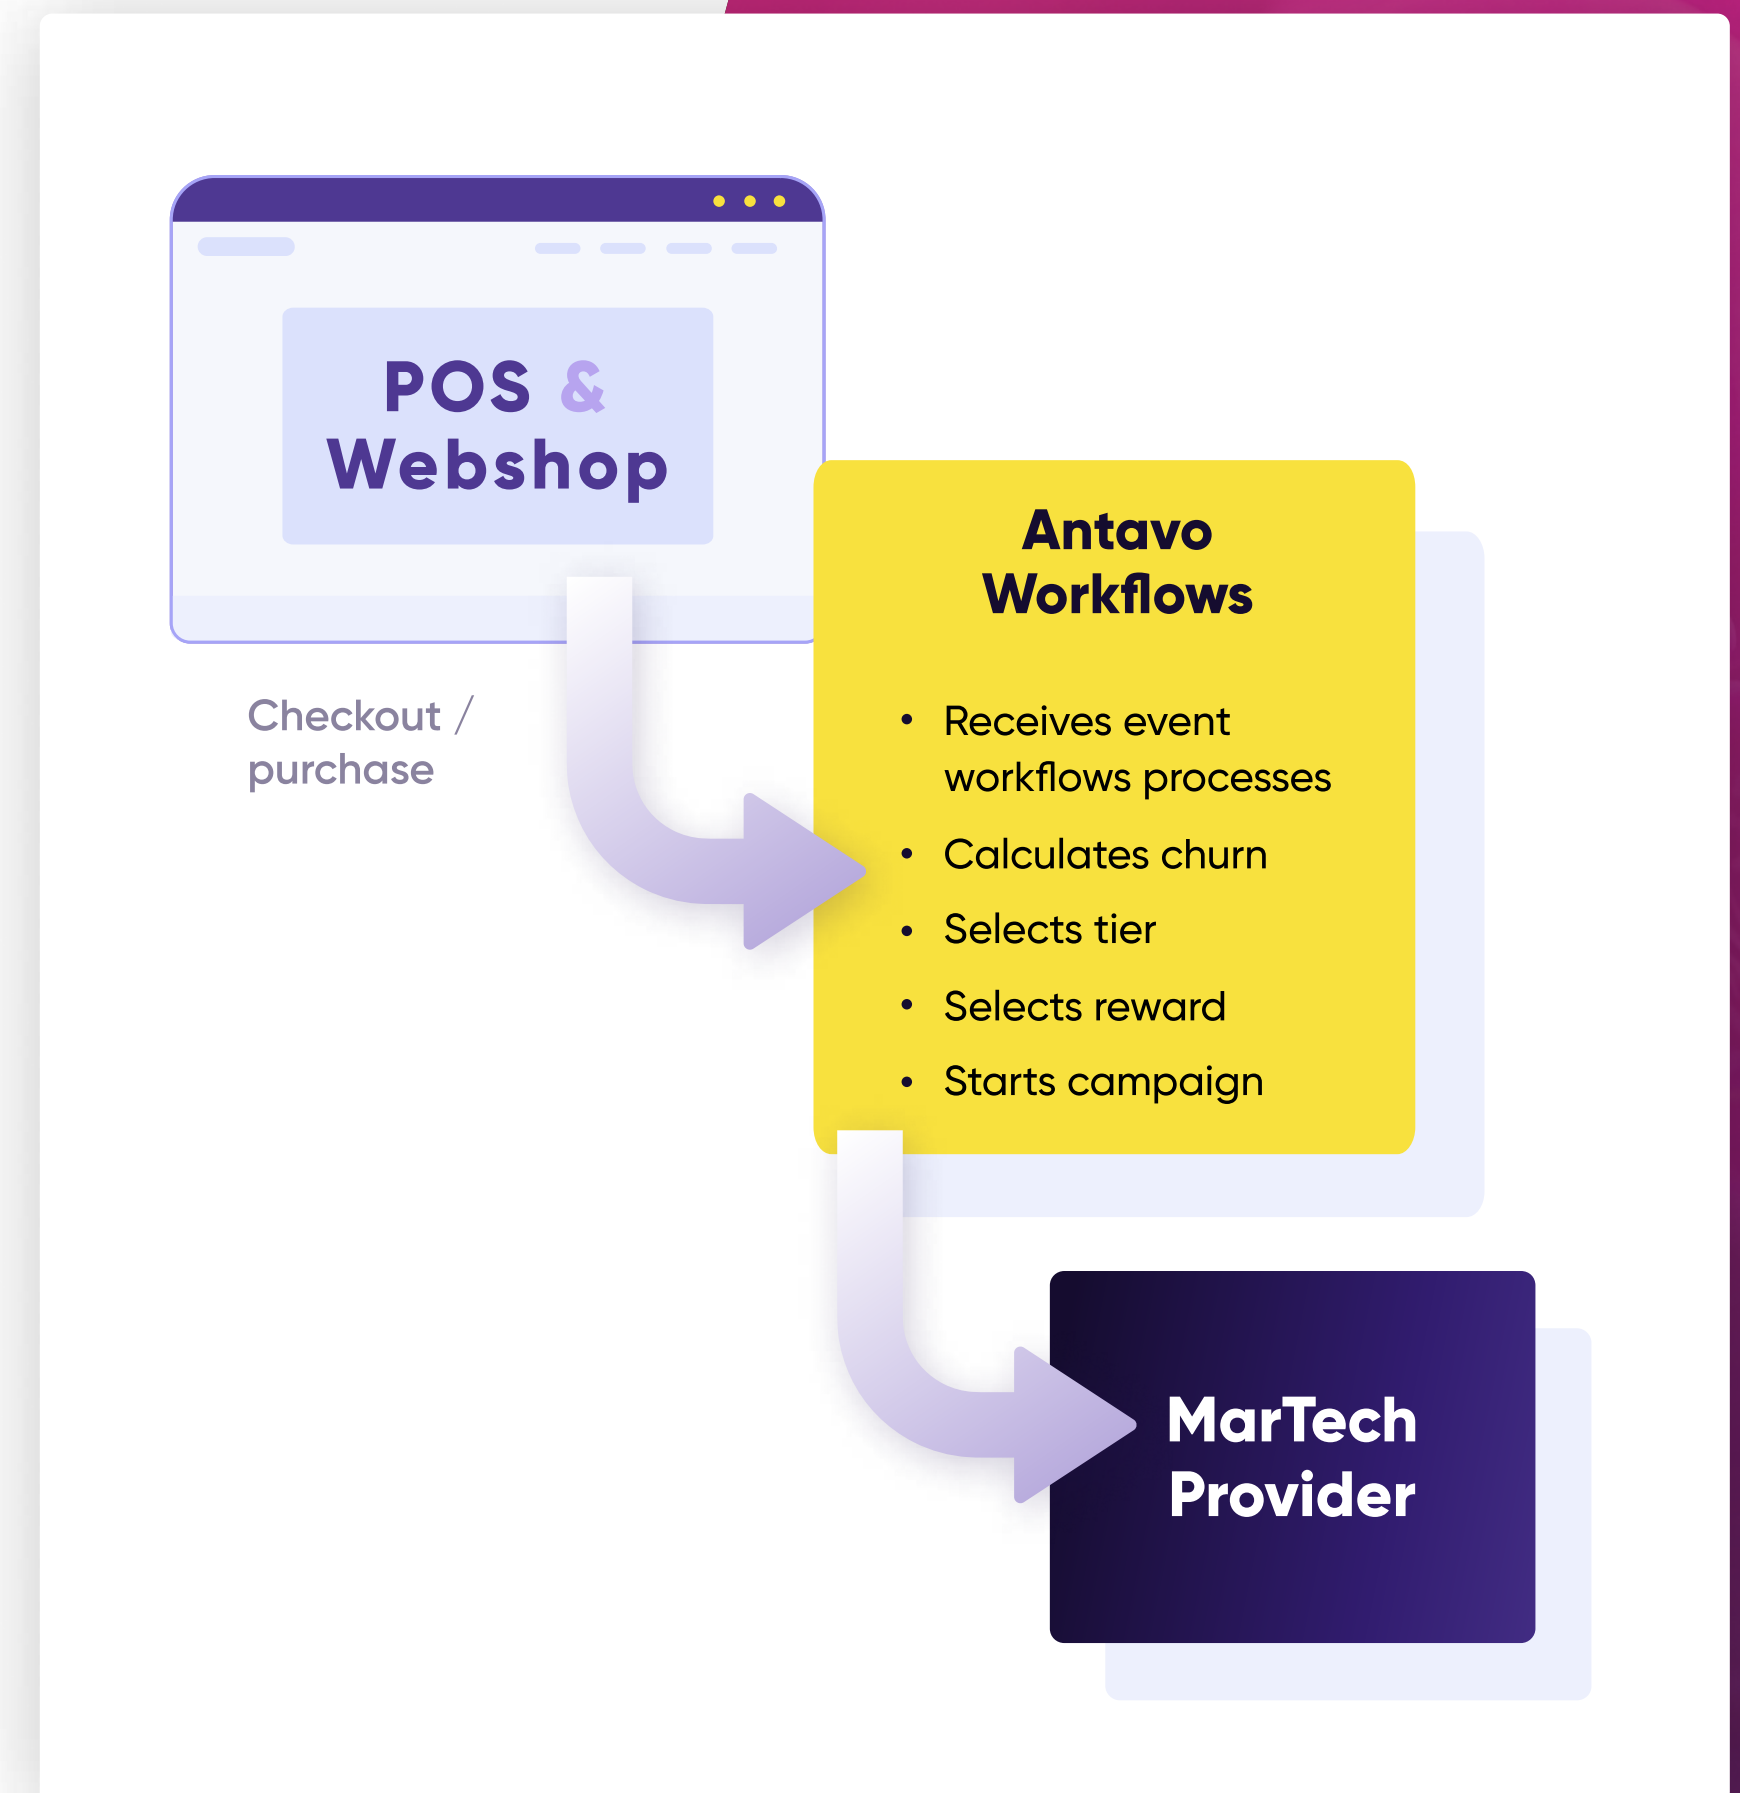 POS &
Webshop
Checkout /
purchase
Antavo
Workflows
• Receives event
workflows processes
• Calculates churn
• Selects tier
• Selects reward
• Starts campaign
MarTech
Provider